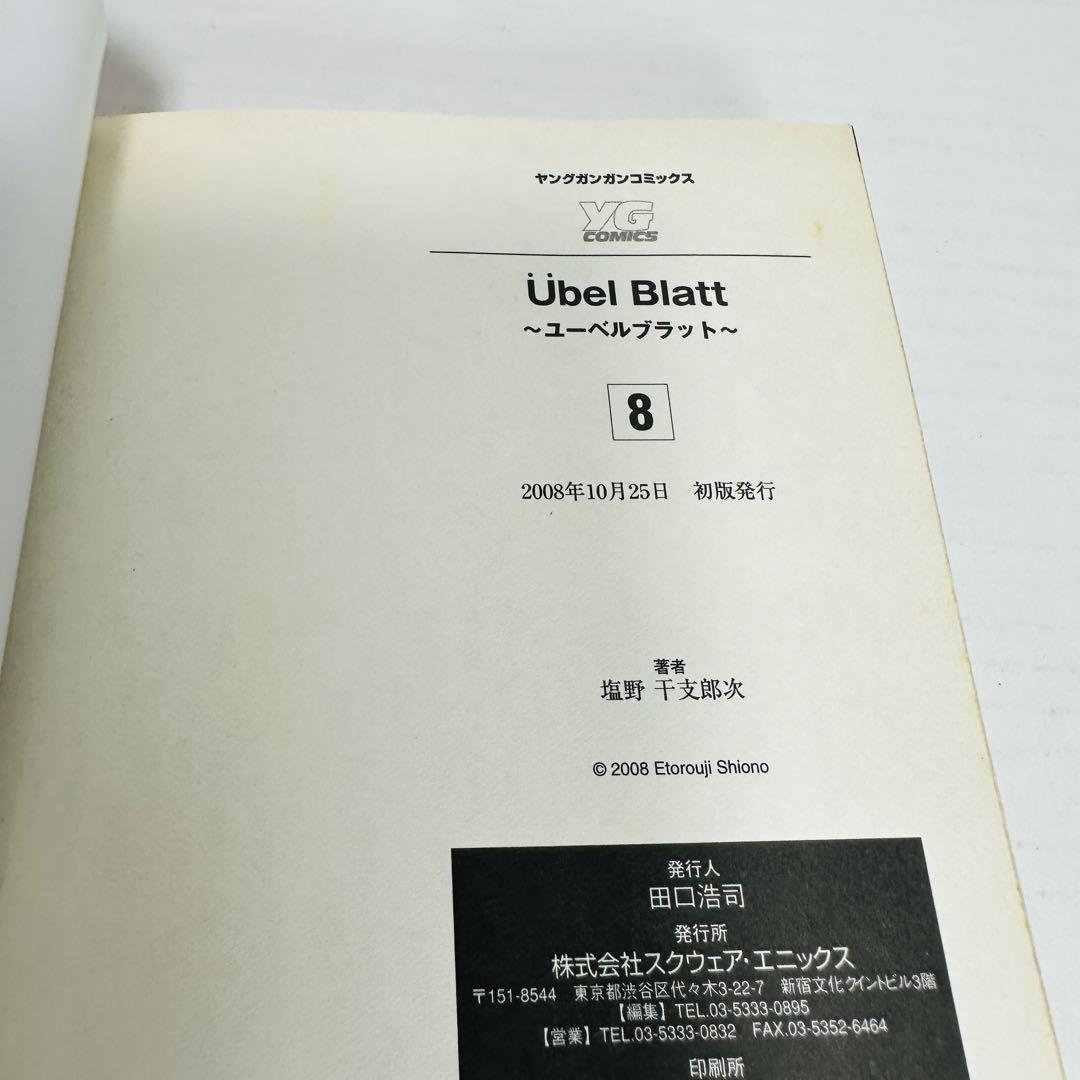 ヤングガンガンコミックス
YG
COMICS
Übel Blatt
～ユーベルブラット～
8
2008年10月25日　初版発行
著者
塩野 干支郎次
© 2008 Etorouji Shiono
発行人
田口浩司
発行所
株式会社スクウェア・エニックス
〒151-8544　東京都渋谷区代々木3-22-7　新宿文化クイントビル3階
【編集】TEL.03-5333-0895
【営業】TEL.03-5333-0832　FAX.03-5352-6464
印刷所